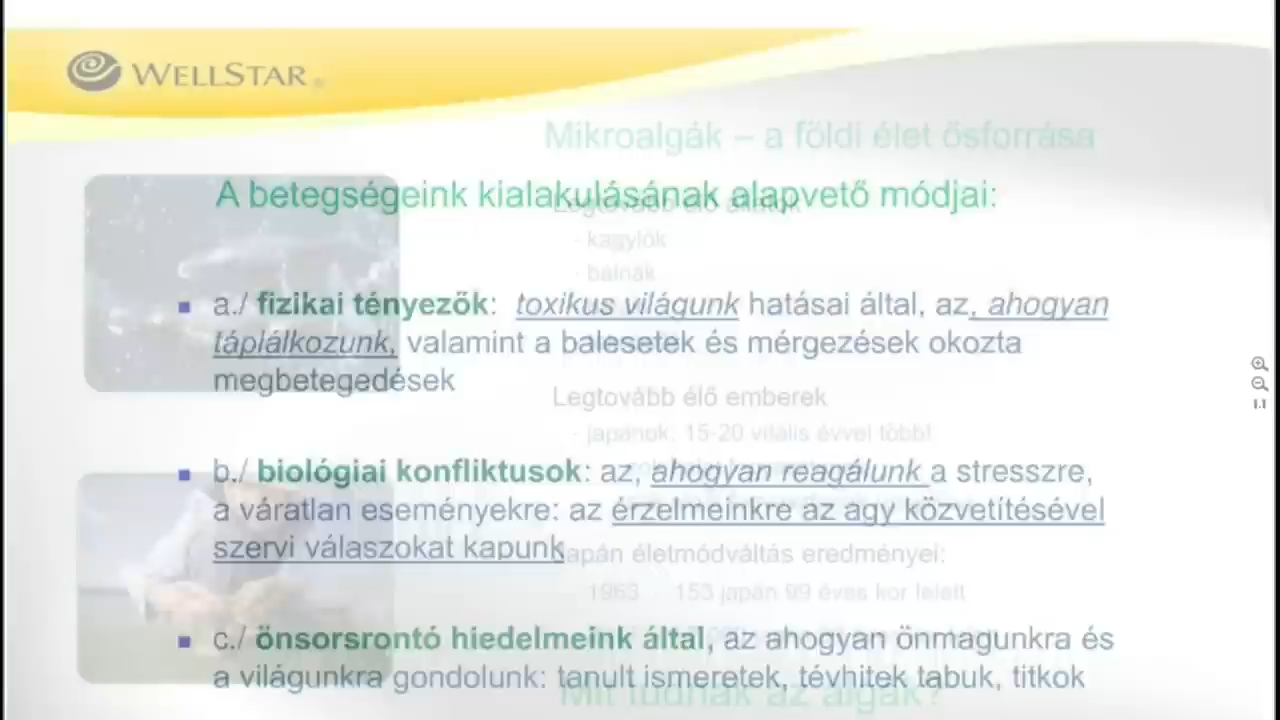 WELLSTAR
Mikroalgák – a földi élet ősforrása
A betegségeink kialakulásának alapvető módjai:
Legtovább élő
- kagylók
- bálnák
a./ fizikai tényezők: toxikus világunk hatásai által, az, ahogyan
táplálkozunk, valamint a balesetek és mérgezések okozta
megbetegedések
Legtovább élő emberek
- japánok: 15-20 vitális évvel több!
b./ biológiai konfliktusok: az, ahogyan reagálunk a stresszre,
a váratlan eseményekre: az érzelmeinkre az agy közvetítésével
szervi válaszokat kapunk
Japán életmódváltás eredményei:
- 1963 - 153 japán 99 éves kor felett
c./ önsorsrontó hiedelmeink által, az ahogyan önmagunkra és
a világunkra gondolunk: tanult ismeretek, tévhitek tabuk, titkok
Mit tudnak az algák?
1:1